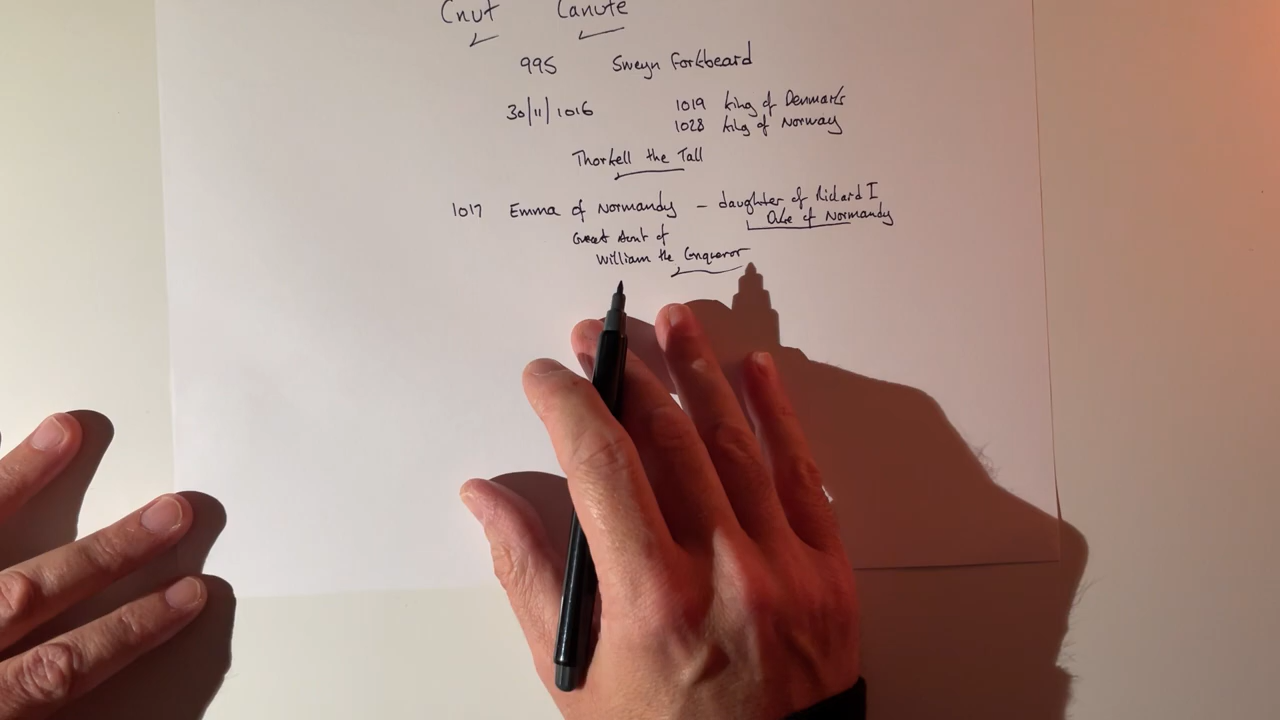 Cnut Canute
995 Sweyn Forkbeard
30/11/1016 1019 King of Denmark
1028 King of Norway
Thorkell the Tall
1017 Emma of Normandy - daughter of Richard I
Duke of Normandy
Great Aunt of
William the Conqueror